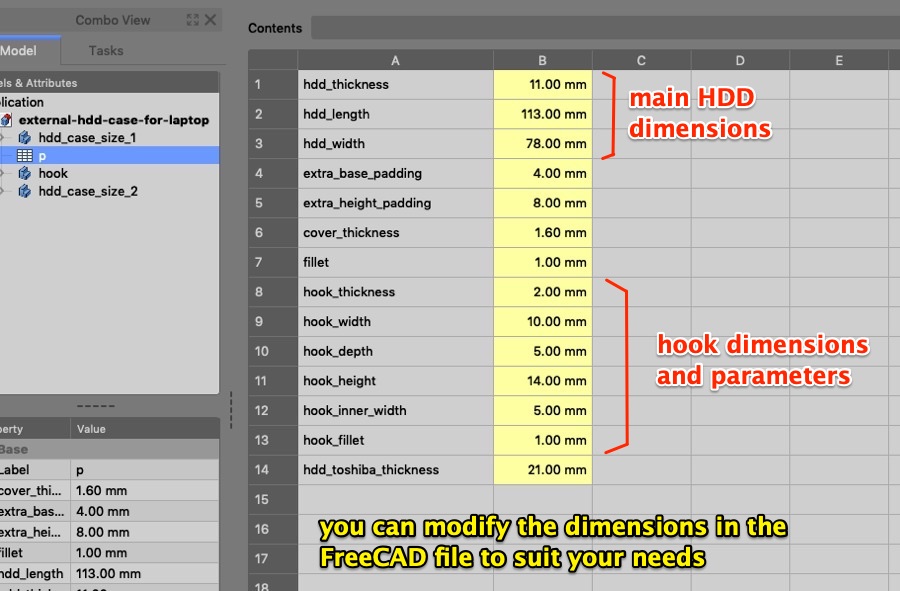 Combo View
Model
Tasks
els & Attributes
plication
external-hdd-case-for-laptop
hdd_case_size_1
p
hook
hdd_case_size_2
perty Value
Base
Label p
cover_thi... 1.60 mm
extra_bas... 4.00 mm
extra_hei... 8.00 mm
fillet 1.00 mm
hdd_length 113.00 mm
Contents
A B C D E
1 hdd_thickness 11.00 mm
2 hdd_length 113.00 mm
3 hdd_width 78.00 mm
4 extra_base_padding 4.00 mm
5 extra_height_padding 8.00 mm
6 cover_thickness 1.60 mm
7 fillet 1.00 mm
8 hook_thickness 2.00 mm
9 hook_width 10.00 mm
10 hook_depth 5.00 mm
11 hook_height 14.00 mm
12 hook_inner_width 5.00 mm
13 hook_fillet 1.00 mm
14 hdd_toshiba_thickness 21.00 mm
15
16
17
18
main HDD
dimensions
hook dimensions
and parameters
you can modify the dimensions in the
FreeCAD file to suit your needs